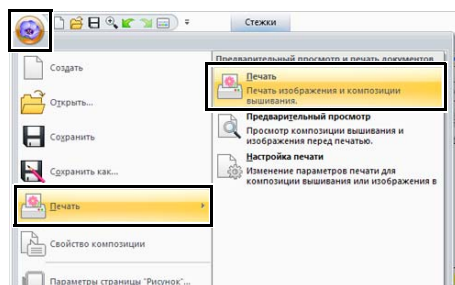 Стежки
Предварительный просмотр и печать документов
Создать
Печать
Печать изображения и композиции
вышивания.
Открыть...
Предварительный просмотр
Просмотр композиции вышивания и
изображения перед печатью.
Сохранить
Настройка печати
Изменение параметров печати для
композиции вышивания или изображения в
Сохранить как...
Печать
Свойство композиции
Параметры страницы "Рисунок"...